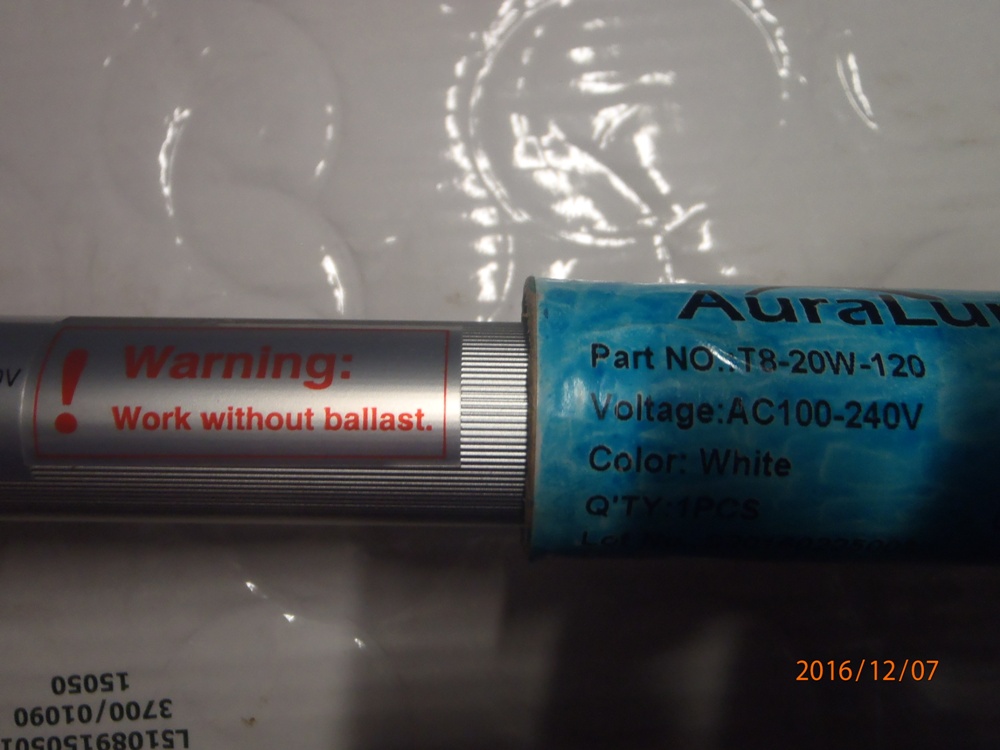 0V
Warning:
Work without ballast.
Part NO.:T8-20W-120
Voltage:AC100-240V
Color: White
Q'TY:1PCS
2016/12/07
15050
3700/01090